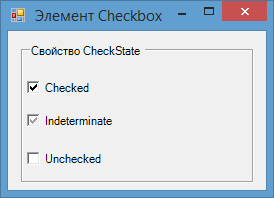 Элемент Checkbox
Свойство CheckState
Checked
Indeterminate
Unchecked